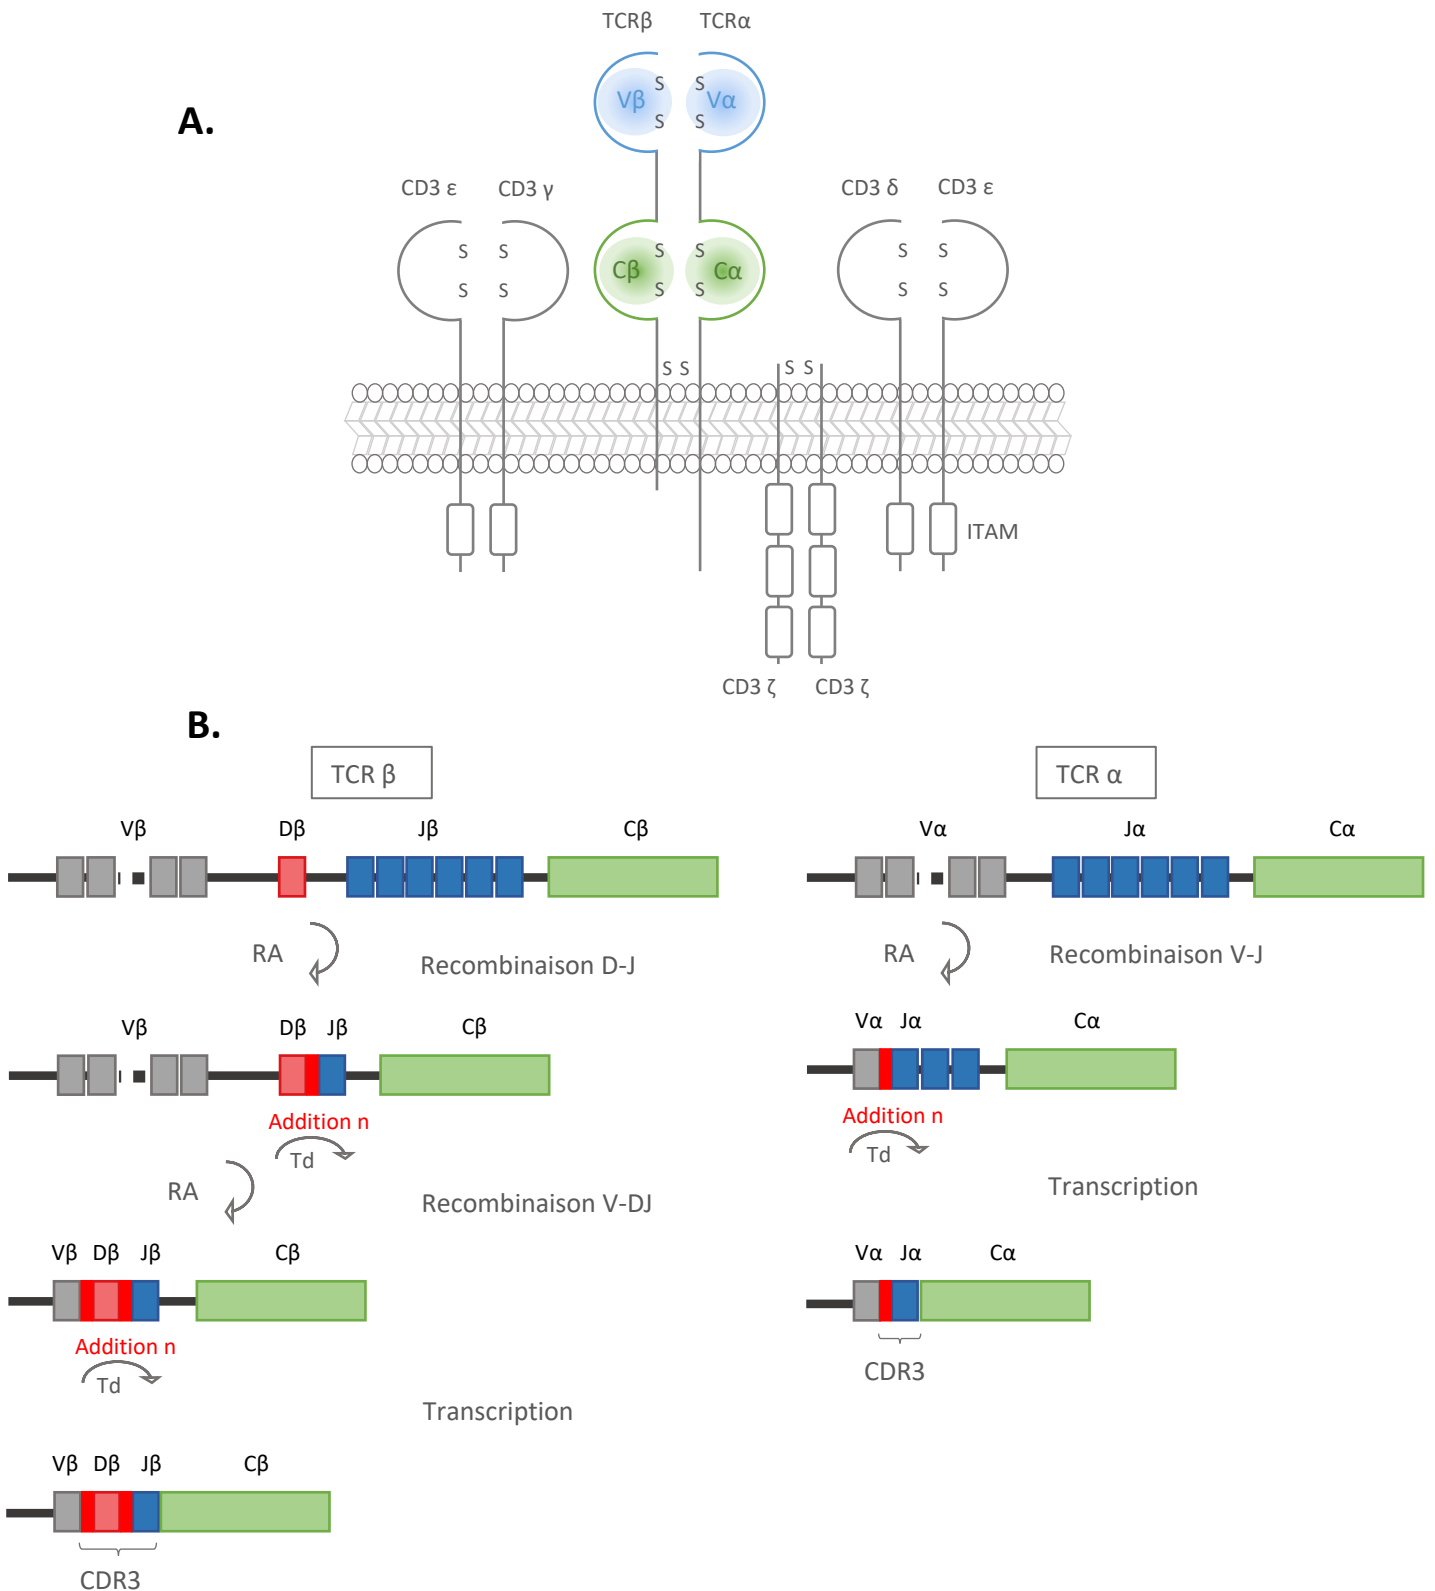 TCRβ TCRα
A.
Vβ S S Vα
S S
CD3 ε CD3 γ CD3 δ CD3 ε
S S Cβ S S Cα S S
S S S S S S
S S S S
ITAM
CD3 ζ CD3 ζ
B.
TCR β TCR α
Vβ Dβ Jβ Cβ Vα Jα Cα
RA Recombinaison D-J RA Recombinaison V-J
Vβ Dβ Jβ Cβ Vα Jα Cα
Addition n Addition n
Td Td
RA Recombinaison V-DJ Transcription
Vβ Dβ Jβ Cβ Vα Jα Cα
Addition n
Td CDR3
Transcription
Vβ Dβ Jβ Cβ
CDR3